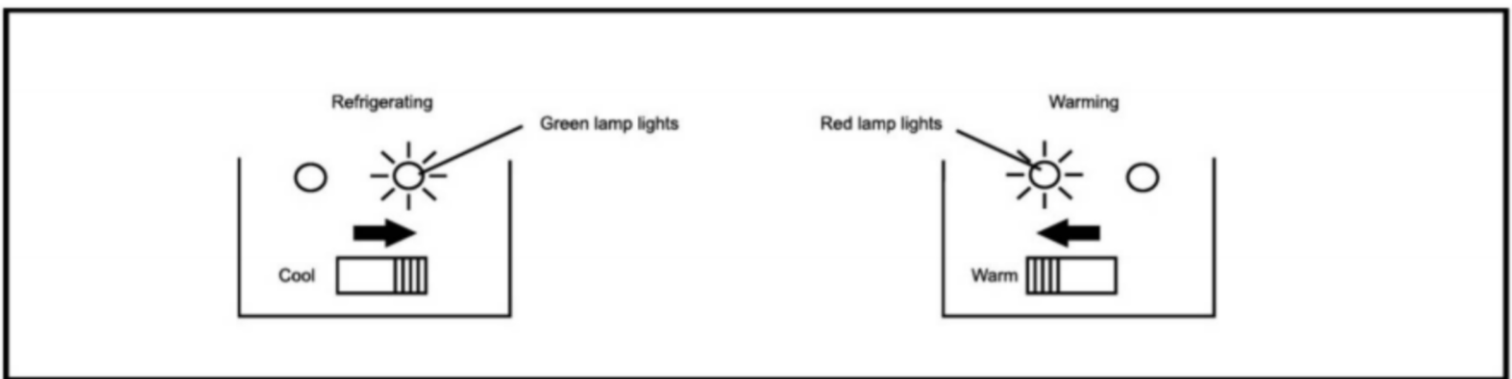 Refrigerating
Green lamp lights
Cool
Warming
Red lamp lights
Warm